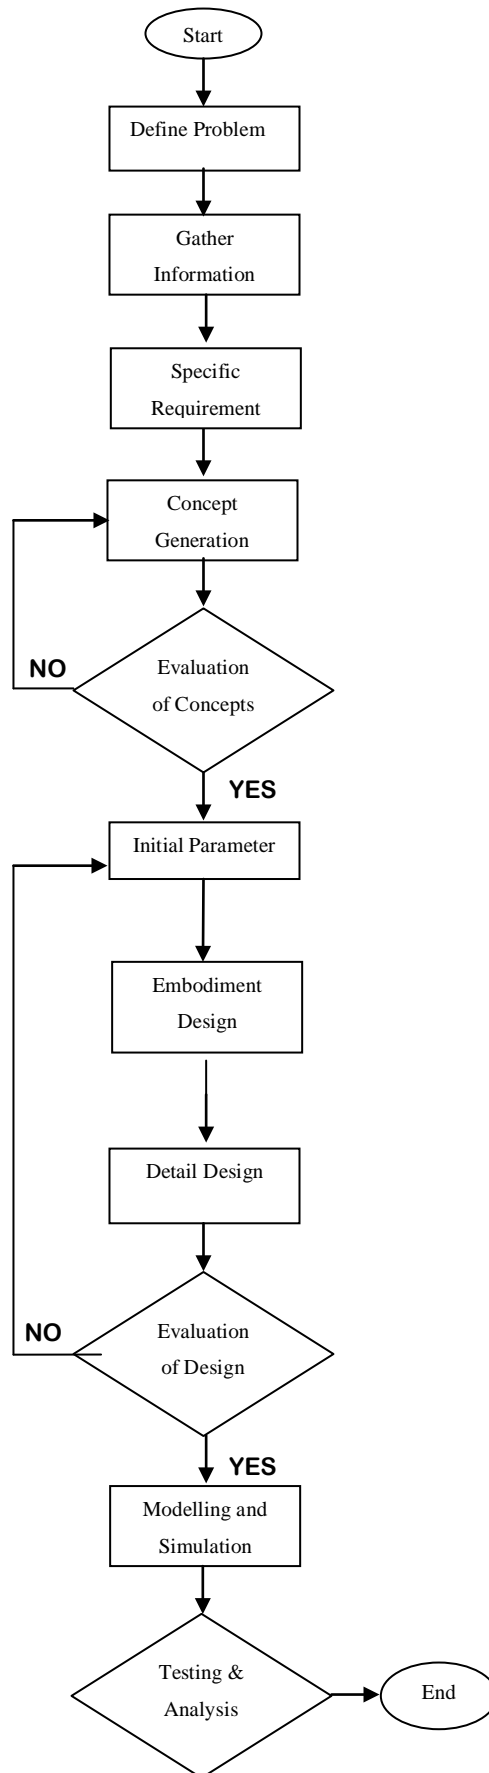 Start
Define Problem
Gather
Information
Specific
Requirement
Concept
Generation
NO
Evaluation
of Concepts
YES
Initial Parameter
Embodiment
Design
Detail Design
NO
Evaluation
of Design
YES
Modelling and
Simulation
Testing &
Analysis
End